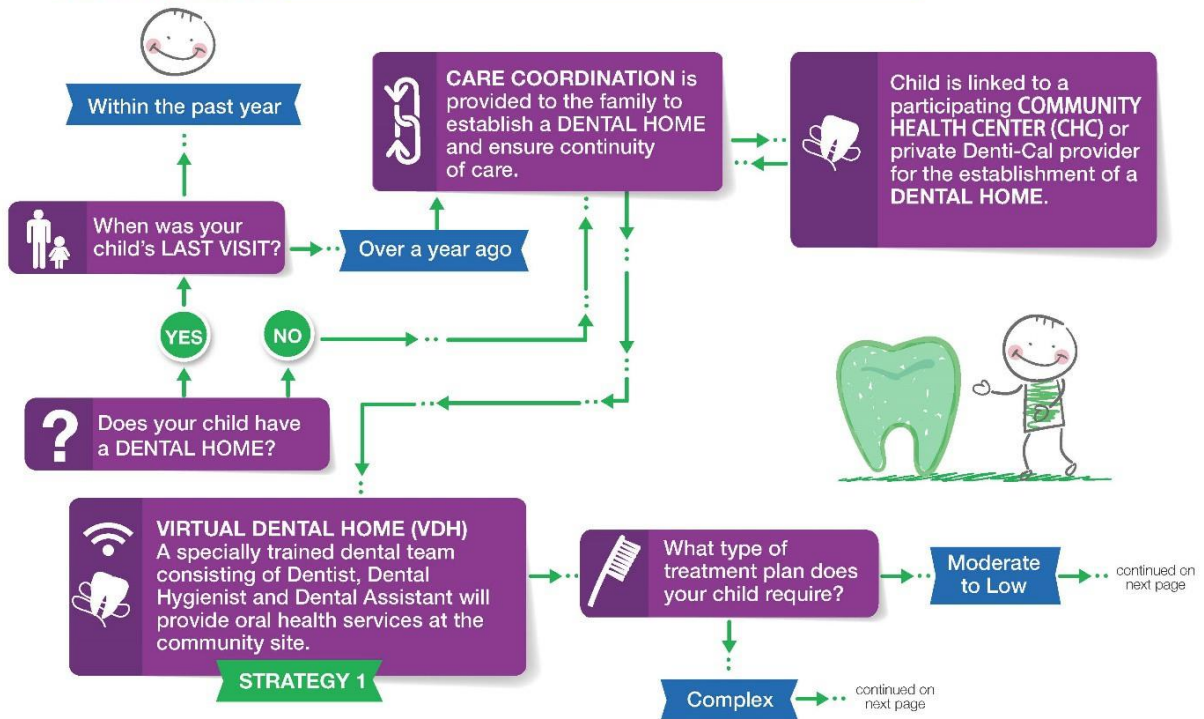 Within the past year
CARE COORDINATION is
provided to the family to
establish a DENTAL HOME
and ensure continuity
of care.
Child is linked to a
participating COMMUNITY
HEALTH CENTER (CHC) or
private Denti-Cal provider
for the establishment of a
DENTAL HOME.
When was your
child's LAST VISIT?
Over a year ago
YES
NO
?
Does your child have
a DENTAL HOME?
VIRTUAL DENTAL HOME (VDH)
A specially trained dental team
consisting of Dentist, Dental
Hygienist and Dental Assistant will
provide oral health services at the
community site.
STRATEGY 1
What type of
treatment plan does
your child require?
Moderate
to Low
continued on
next page
Complex
continued on
next page